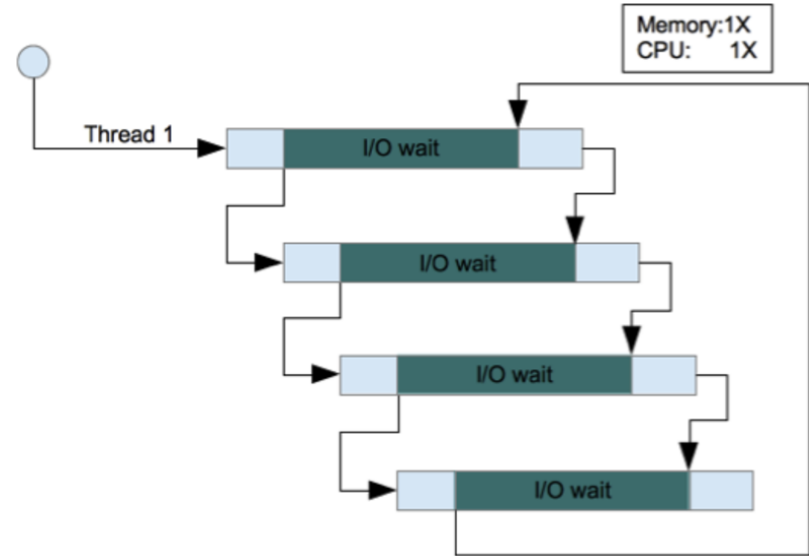 Memory:1X
CPU: 1X
Thread 1
I/O wait
I/O wait
I/O wait
I/O wait